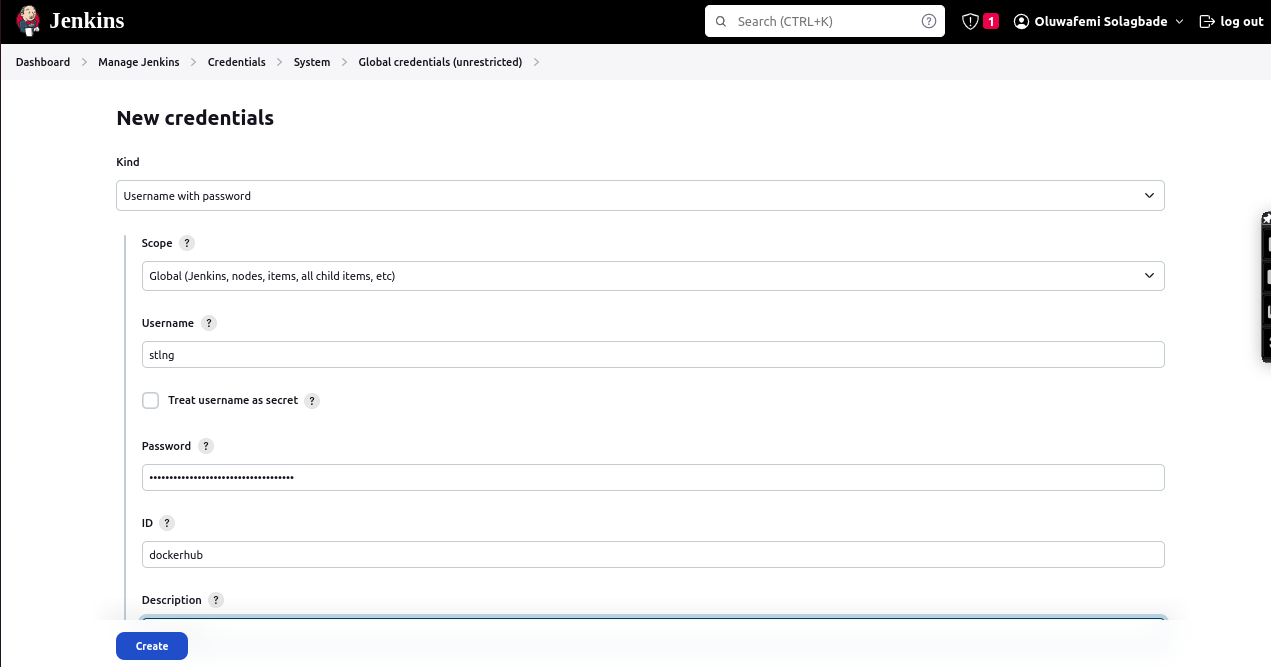 Jenkins
Search (CTRL+K) ?
1 Oluwafemi Solagbade log out
Dashboard Manage Jenkins Credentials System Global credentials (unrestricted)
New credentials
Kind
Username with password
Scope ?
Global (Jenkins, nodes, items, all child items, etc)
Username ?
stlng
Treat username as secret ?
Password ?
••••••••••••••••••••••••••••••••••••
ID ?
dockerhub
Description ?
Create